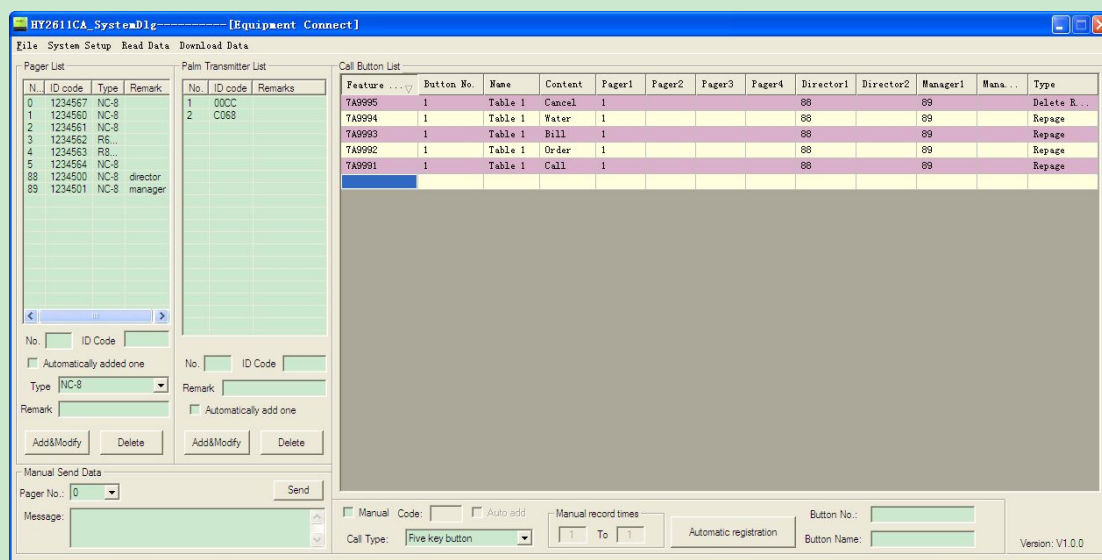 HY2611CA_SystemDlg----------[Equipment Connect]
File System Setup Read Data Download Data
Pager List
N... ID code Type Remark
0 1234567 NC-8
1 1234560 NC-8
2 1234561 NC-8
3 1234562 R6...
4 1234563 R8...
5 1234564 NC-8
88 1234500 NC-8 director
89 1234501 NC-8 manager
No. ID Code
Automatically added one
Type NC-8
Remark
Add&Modify Delete
Palm Transmitter List
No. ID code Remarks
1 00CC
2 C068
No. ID Code
Remark
Automatically add one
Add&Modify Delete
Call Button List
Feature ... Button No. Name Content Pager1 Pager2 Pager3 Pager4 Director1 Director2 Manager1 Mana... Type
7A9995 1 Table 1 Cancel 1 88 89 Delete R...
7A9994 1 Table 1 Water 1 88 89 Repage
7A9993 1 Table 1 Bill 1 88 89 Repage
7A9992 1 Table 1 Order 1 88 89 Repage
7A9991 1 Table 1 Call 1 88 89 Repage
Manual Send Data
Pager No.: 0 Send
Message:
Manual Code: Auto add
Call Type: Five key button
Manual record times
1 To 1
Automatic registration
Button No.:
Button Name:
Version: V1.0.0